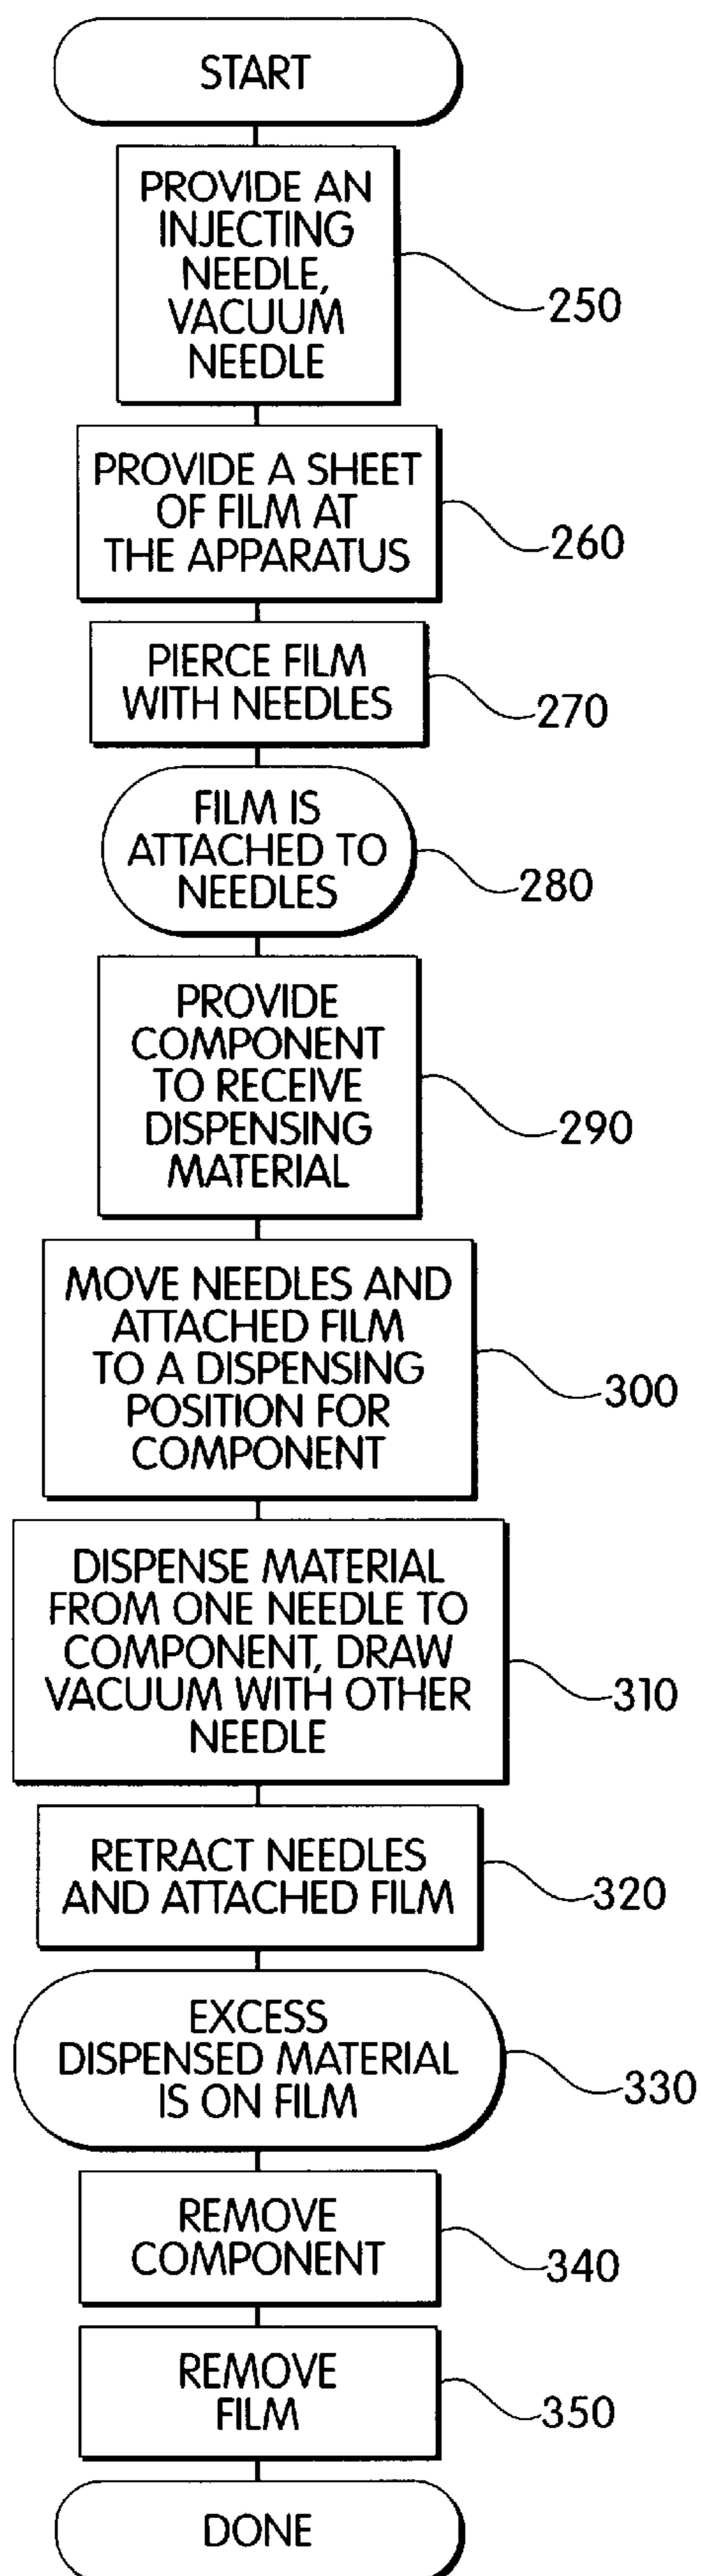 START
PROVIDE AN
INJECTING
NEEDLE,
VACUUM
NEEDLE
250
PROVIDE A SHEET
OF FILM AT
THE APPARATUS
260
PIERCE FILM
WITH NEEDLES
270
FILM IS
ATTACHED TO
NEEDLES
280
PROVIDE
COMPONENT
TO RECEIVE
DISPENSING
MATERIAL
290
MOVE NEEDLES AND
ATTACHED FILM
TO A DISPENSING
POSITION FOR
COMPONENT
300
DISPENSE MATERIAL
FROM ONE NEEDLE TO
COMPONENT, DRAW
VACUUM WITH OTHER
NEEDLE
310
RETRACT NEEDLES
AND ATTACHED FILM
320
EXCESS
DISPENSED MATERIAL
IS ON FILM
330
REMOVE
COMPONENT
340
REMOVE
FILM
350
DONE